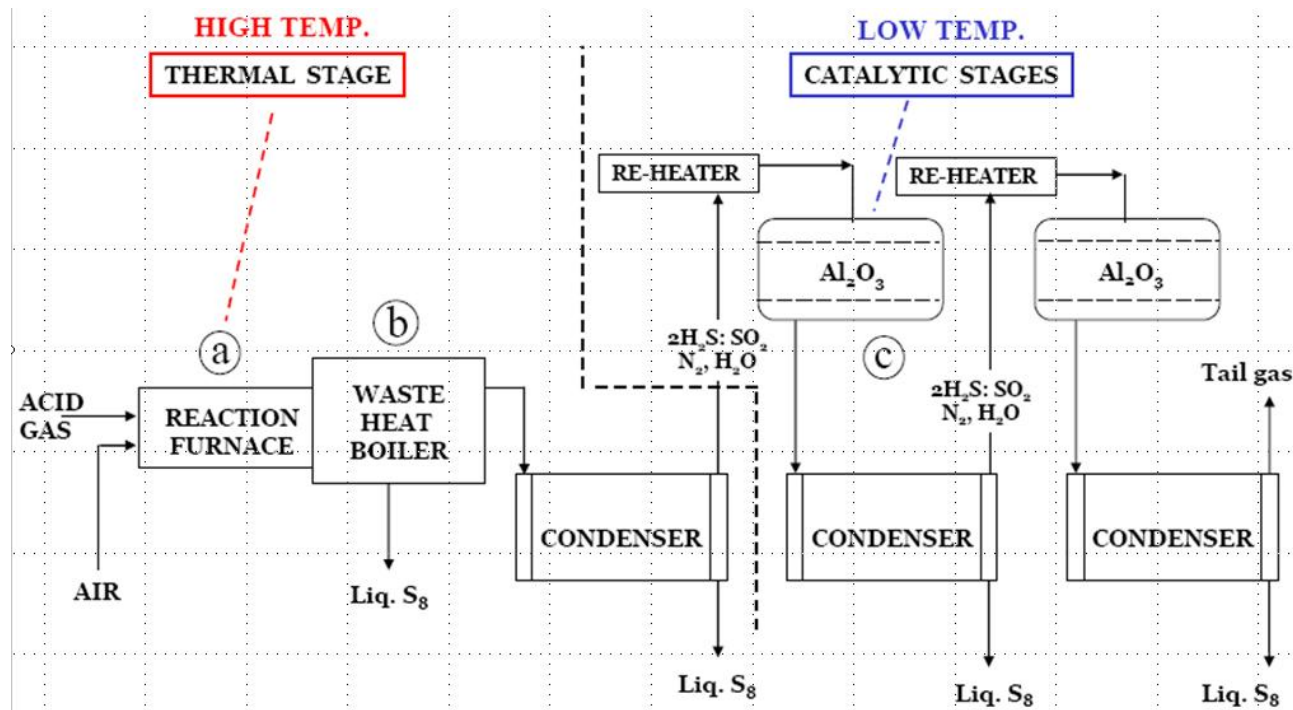 HIGH TEMP.
THERMAL STAGE
LOW TEMP.
CATALYTIC STAGES
RE-HEATER
RE-HEATER
Al₂O₃
Al₂O₃
a
b
c
2H₂S: SO₂
N₂, H₂O
2H₂S: SO₂
N₂, H₂O
Tail gas
ACID
GAS
REACTION
FURNACE
WASTE
HEAT
BOILER
CONDENSER
CONDENSER
CONDENSER
AIR
Liq. S₈
Liq. S₈
Liq. S₈
Liq. S₈